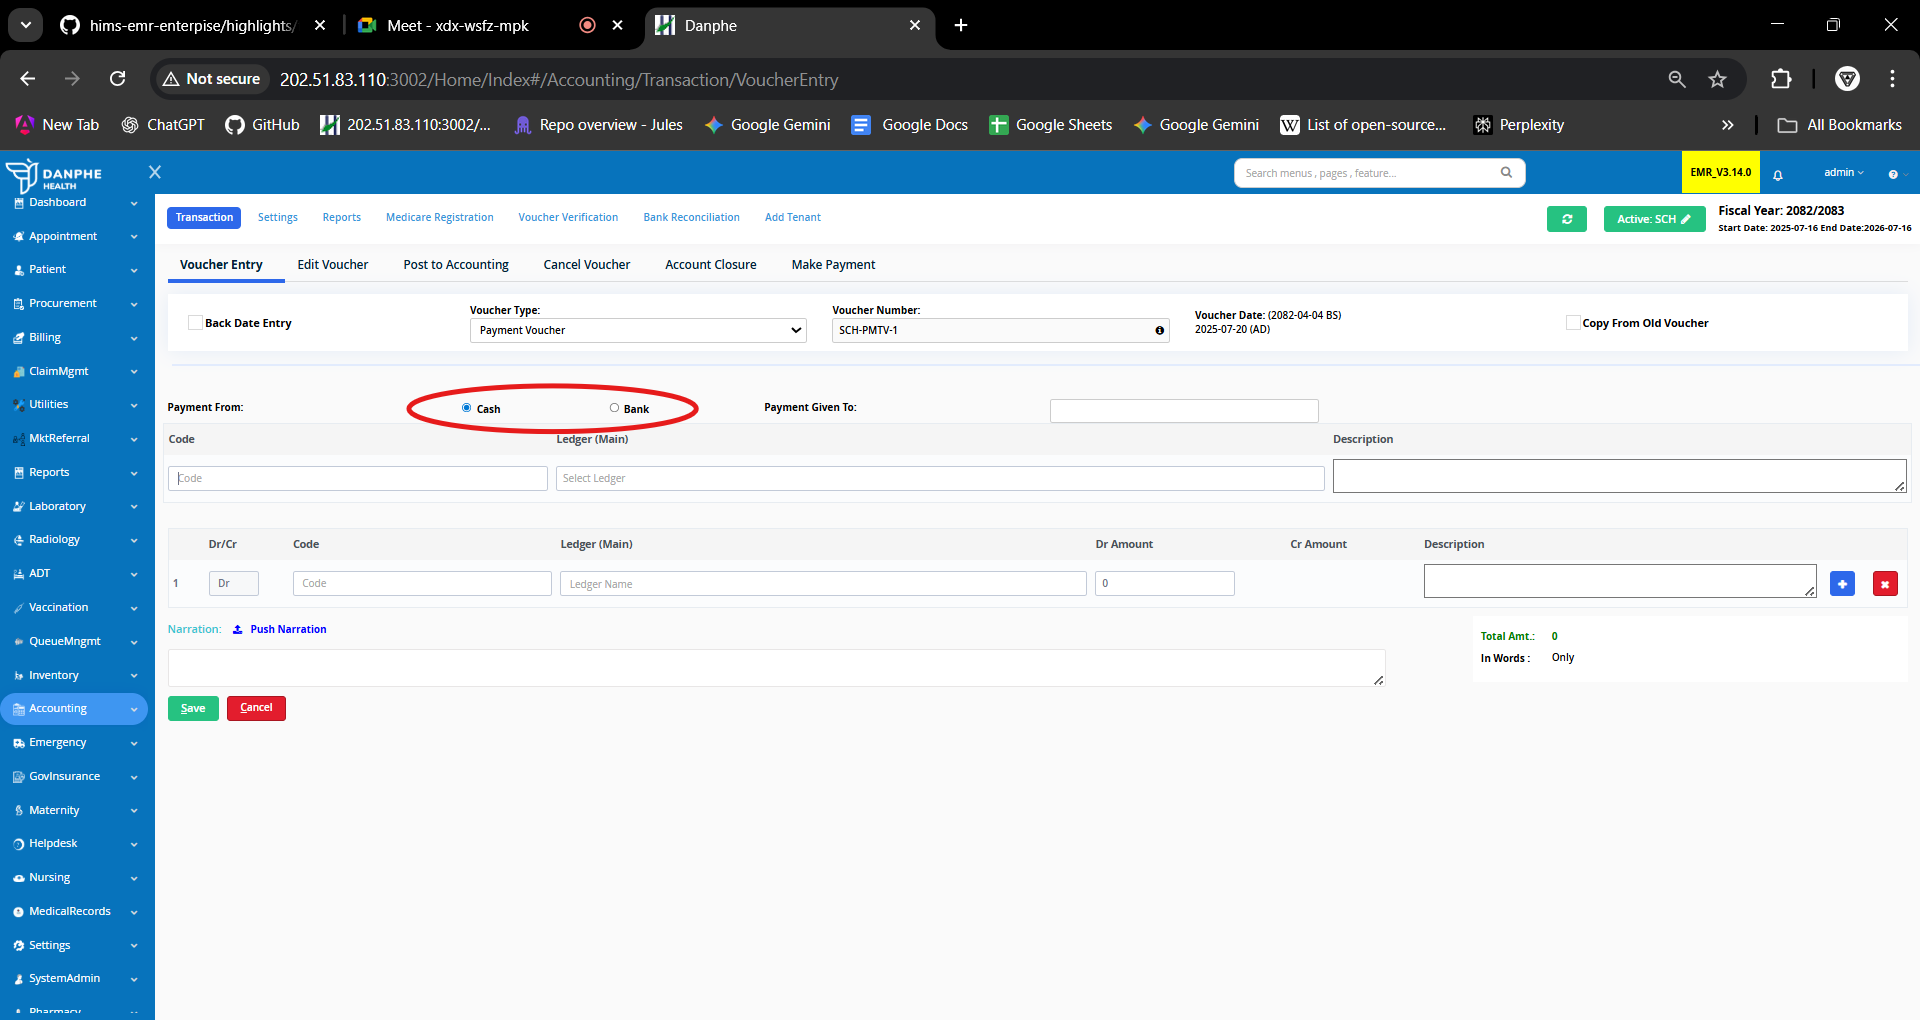 hims-emr-enterpise/highlights/
Meet - xdx-wsfz-mpk
Danphe
Not secure
202.51.83.110:3002/Home/Index#/Accounting/Transaction/VoucherEntry
New Tab
ChatGPT
GitHub
202.51.83.110:3002/...
Repo overview - Jules
Google Gemini
Google Docs
Google Sheets
Google Gemini
List of open-source...
Perplexity
All Bookmarks
DANPHE
HEALTH
Search menus , pages , feature...
EMR_V3.14.0
admin
Dashboard
Appointment
Patient
Procurement
Billing
ClaimMgmt
Utilities
MktReferral
Reports
Laboratory
Radiology
ADT
Vaccination
QueueMngmt
Inventory
Accounting
Emergency
GovInsurance
Maternity
Helpdesk
Nursing
MedicalRecords
Settings
SystemAdmin
Pharmacy
Transaction
Settings
Reports
Medicare Registration
Voucher Verification
Bank Reconciliation
Add Tenant
Active: SCH
Fiscal Year: 2082/2083
Start Date: 2025-07-16 End Date:2026-07-16
Voucher Entry
Edit Voucher
Post to Accounting
Cancel Voucher
Account Closure
Make Payment
Back Date Entry
Voucher Type:
Payment Voucher
Voucher Number:
SCH-PMTV-1
Voucher Date: (2082-04-04 BS)
2025-07-20 (AD)
Copy From Old Voucher
Payment From:
Cash
Bank
Payment Given To:
Code
Ledger (Main)
Description
Code
Select Ledger
Dr/Cr
Code
Ledger (Main)
Dr Amount
Cr Amount
Description
1
Dr
Code
Ledger Name
0
Narration:
Push Narration
Total Amt.: 0
In Words : Only
Save
Cancel